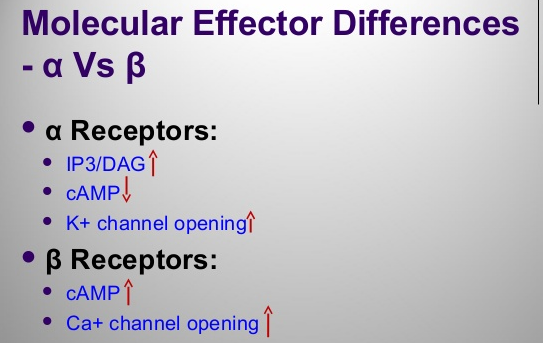 Molecular Effector Differences
- α Vs β
• α Receptors:
• IP3/DAG↑
• cAMP↓
• K+ channel opening↑
• β Receptors:
• cAMP↑
• Ca+ channel opening↑